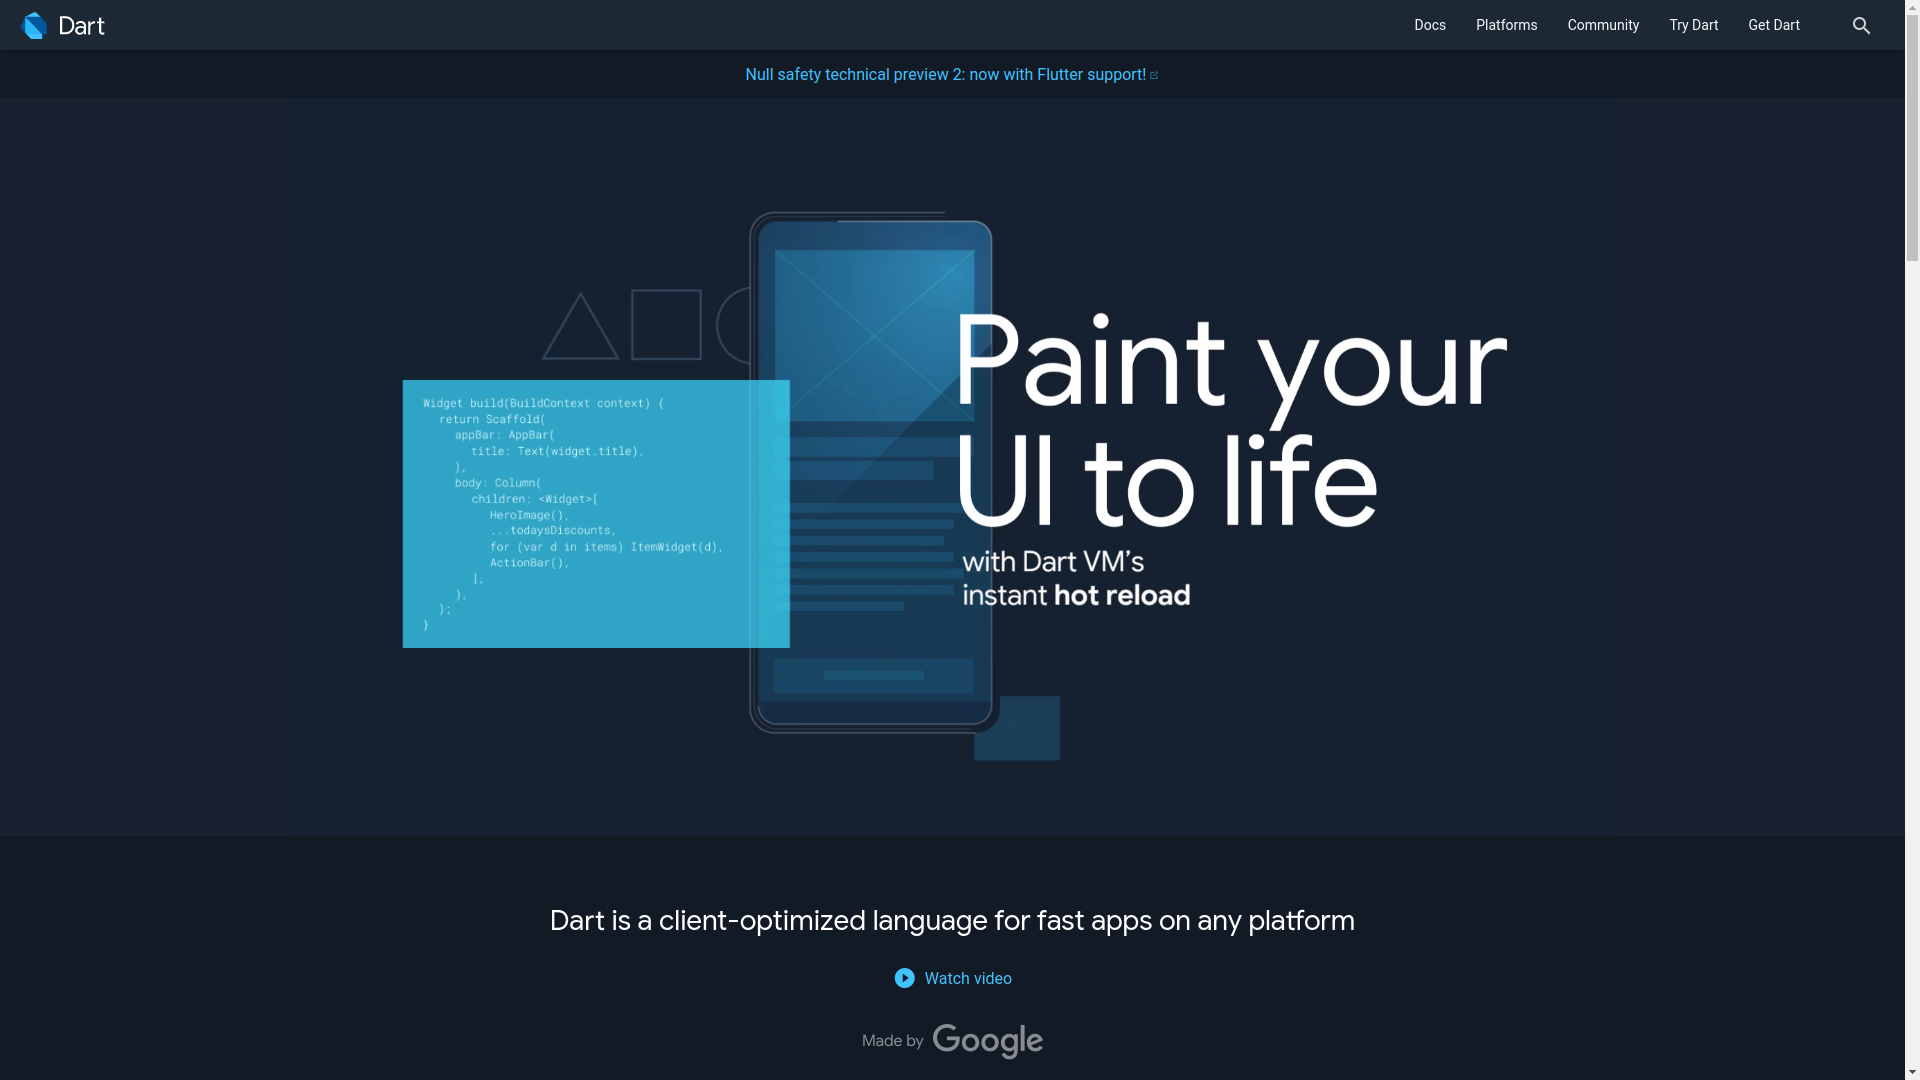 Dart
Docs
Platforms
Community
Try Dart
Get Dart
Null safety technical preview 2: now with Flutter support!
Widget build(BuildContext context) {
return Scaffold(
appBar: AppBar(
title: Text(widget.title),
),
body: Column(
children: <Widget>[
HeroImage(),
...todaysDiscounts,
for (var d in items) ItemWidget(d),
ActionBar(),
],
),
);
}
Paint your
UI to life
with Dart VM’s
instant hot reload
Dart is a client-optimized language for fast apps on any platform
Watch video
Made by Google